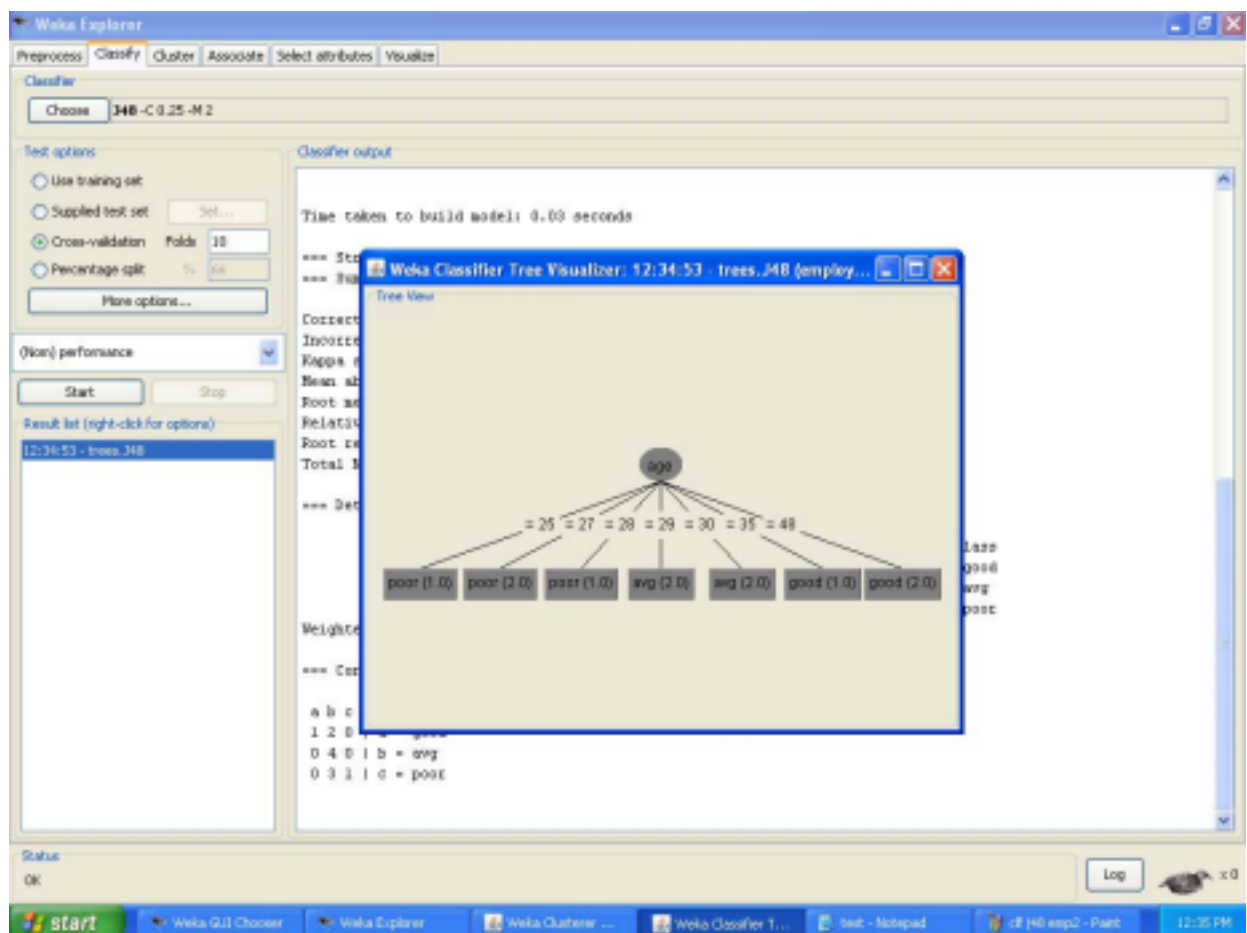 Weka Explorer
Preprocess Classify Cluster Associate Select attributes Visualize
Classifier
Choose J48 -C 0.25 -M 2
Test options
Use training set
Supplied test set Set...
Cross-validation Folds 10
Percentage split % 66
More options...
(Nom) performance
Start Stop
Result list (right-click for options)
12:34:53 - trees.J48
Classifier output
Time taken to build model: 0.03 seconds
=== Str
===
Correct
Incorre
Kappa
Mean ab
Root me
Relativ
Root re
Total
=== Det
lass
good
avg
poor
Weighte
=== Con
a b c
1 2 0 | a = good
0 4 0 | b = avg
0 3 1 | c = poor
Weka Classifier Tree Visualizer: 12:34:53 - trees.J48 (employ...
Tree View
age
= 25 = 27 = 28 = 29 = 30 = 35 = 48
poor (1.0) poor (2.0) poor (1.0) avg (2.0) avg (2.0) good (1.0) good (2.0)
Status
OK
Log x 0
start Weka GUI Chooser Weka Explorer Weka Clusterer ... Weka Classifier T... test - Notepad clf j48 emp2 - Paint 12:35 PM